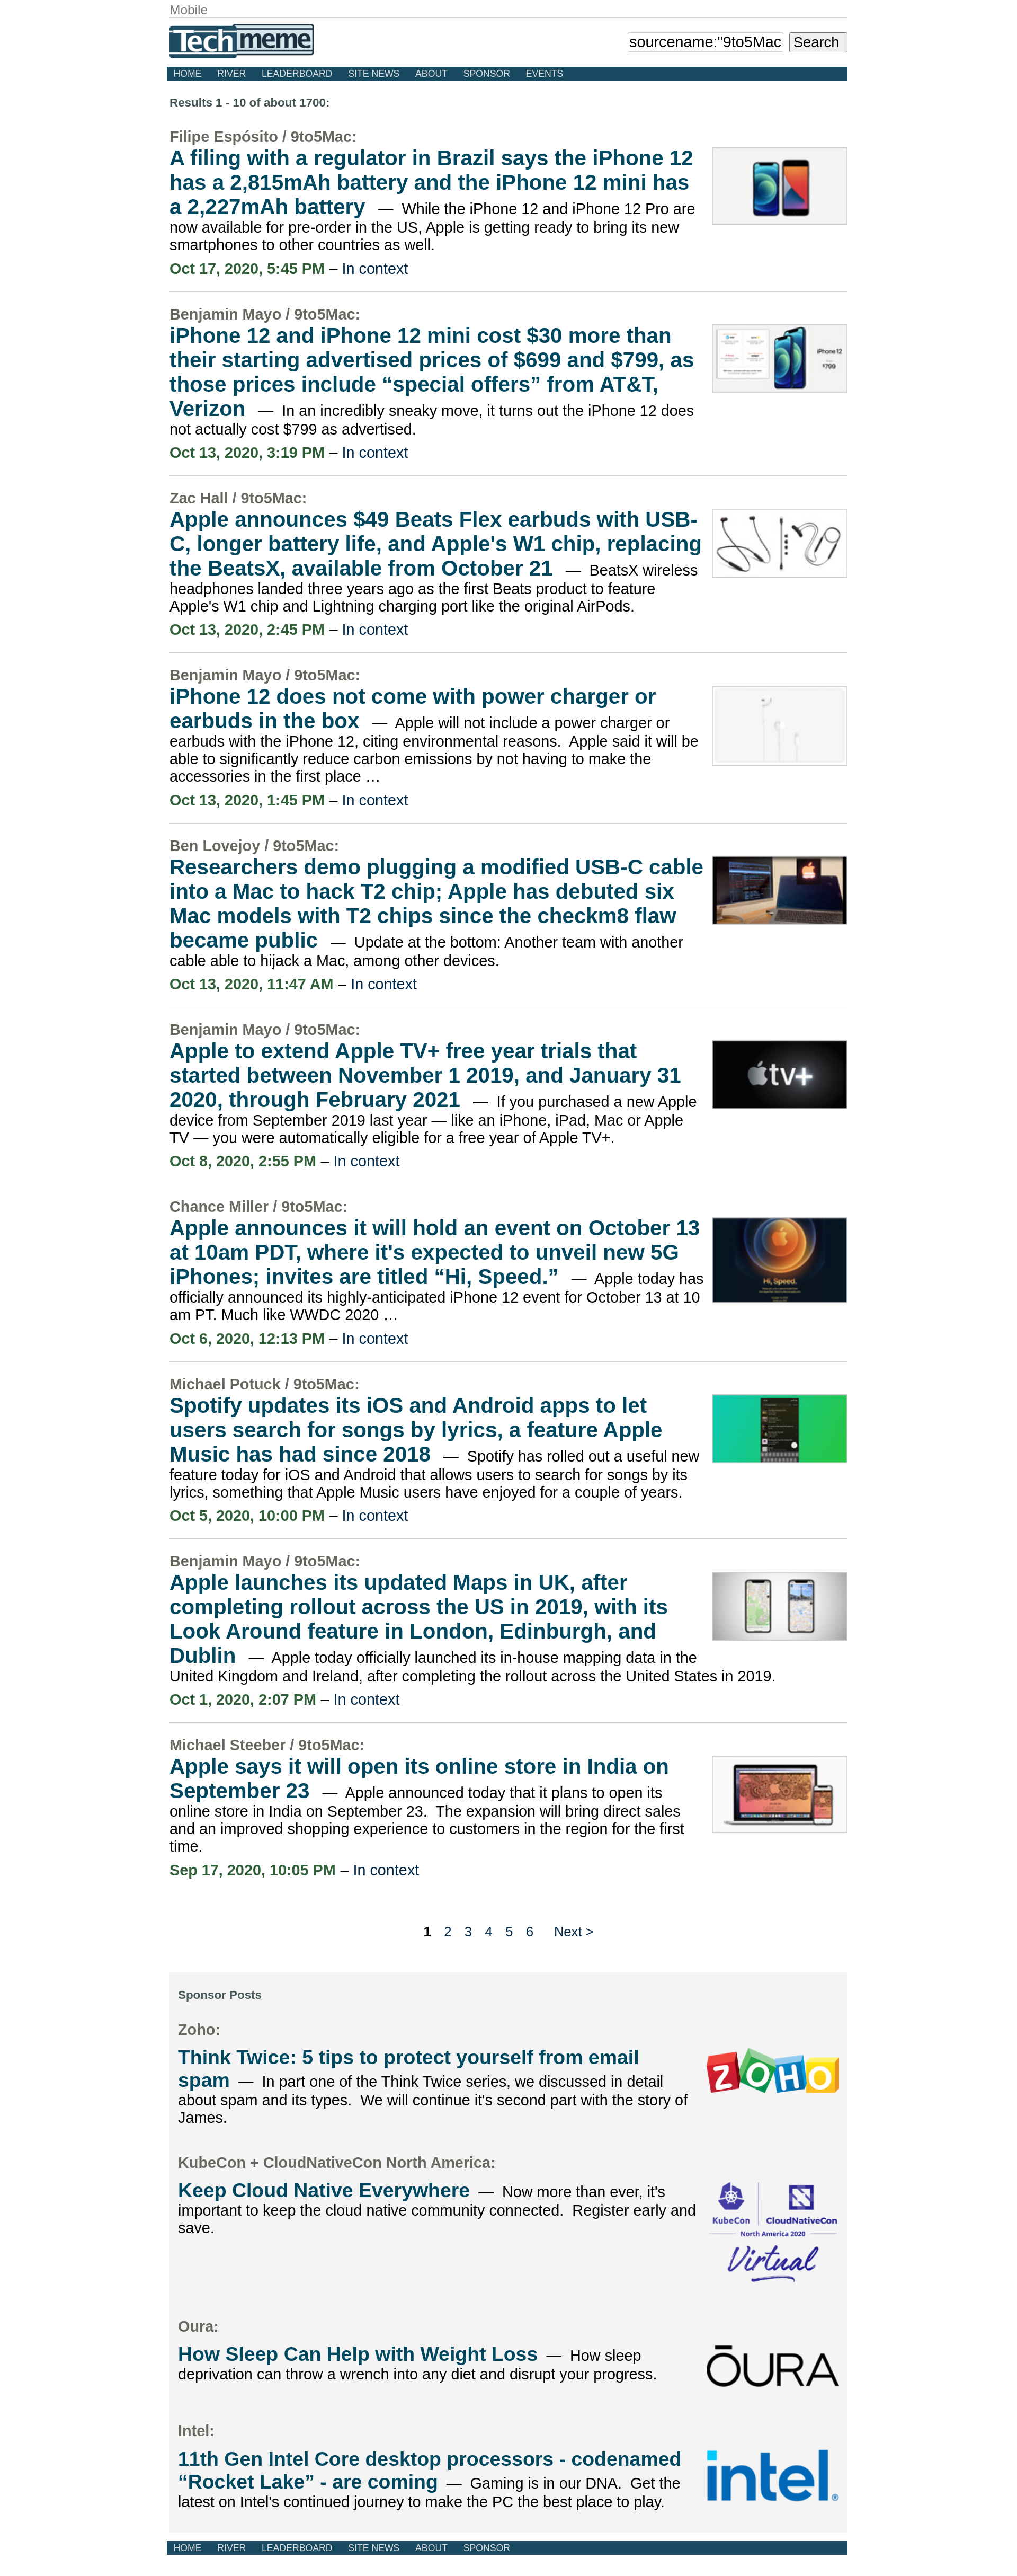 Mobile
Techmeme
sourcename:"9to5Mac
Search
HOME RIVER LEADERBOARD SITE NEWS ABOUT SPONSOR EVENTS
Results 1 - 10 of about 1700:
Filipe Espósito / 9to5Mac:
A filing with a regulator in Brazil says the iPhone 12
has a 2,815mAh battery and the iPhone 12 mini has
a 2,227mAh battery — While the iPhone 12 and iPhone 12 Pro are
now available for pre-order in the US, Apple is getting ready to bring its new
smartphones to other countries as well.
Oct 17, 2020, 5:45 PM – In context
Benjamin Mayo / 9to5Mac:
iPhone 12 and iPhone 12 mini cost $30 more than
their starting advertised prices of $699 and $799, as
those prices include “special offers” from AT&T,
Verizon — In an incredibly sneaky move, it turns out the iPhone 12 does
not actually cost $799 as advertised.
iPhone 12
$799
Oct 13, 2020, 3:19 PM – In context
Zac Hall / 9to5Mac:
Apple announces $49 Beats Flex earbuds with USB-
C, longer battery life, and Apple's W1 chip, replacing
the BeatsX, available from October 21 — BeatsX wireless
headphones landed three years ago as the first Beats product to feature
Apple's W1 chip and Lightning charging port like the original AirPods.
Oct 13, 2020, 2:45 PM – In context
Benjamin Mayo / 9to5Mac:
iPhone 12 does not come with power charger or
earbuds in the box — Apple will not include a power charger or
earbuds with the iPhone 12, citing environmental reasons. Apple said it will be
able to significantly reduce carbon emissions by not having to make the
accessories in the first place …
Oct 13, 2020, 1:45 PM – In context
Ben Lovejoy / 9to5Mac:
Researchers demo plugging a modified USB-C cable
into a Mac to hack T2 chip; Apple has debuted six
Mac models with T2 chips since the checkm8 flaw
became public — Update at the bottom: Another team with another
cable able to hijack a Mac, among other devices.
Oct 13, 2020, 11:47 AM – In context
Benjamin Mayo / 9to5Mac:
Apple to extend Apple TV+ free year trials that
started between November 1 2019, and January 31
2020, through February 2021 — If you purchased a new Apple
device from September 2019 last year — like an iPhone, iPad, Mac or Apple
TV — you were automatically eligible for a free year of Apple TV+.
tv+
Oct 8, 2020, 2:55 PM – In context
Chance Miller / 9to5Mac:
Apple announces it will hold an event on October 13
at 10am PDT, where it's expected to unveil new 5G
iPhones; invites are titled “Hi, Speed.” — Apple today has
officially announced its highly-anticipated iPhone 12 event for October 13 at 10
am PT. Much like WWDC 2020 …
Hi, Speed.
Oct 6, 2020, 12:13 PM – In context
Michael Potuck / 9to5Mac:
Spotify updates its iOS and Android apps to let
users search for songs by lyrics, a feature Apple
Music has had since 2018 — Spotify has rolled out a useful new
feature today for iOS and Android that allows users to search for songs by its
lyrics, something that Apple Music users have enjoyed for a couple of years.
Oct 5, 2020, 10:00 PM – In context
Benjamin Mayo / 9to5Mac:
Apple launches its updated Maps in UK, after
completing rollout across the US in 2019, with its
Look Around feature in London, Edinburgh, and
Dublin — Apple today officially launched its in-house mapping data in the
United Kingdom and Ireland, after completing the rollout across the United States in 2019.
Oct 1, 2020, 2:07 PM – In context
Michael Steeber / 9to5Mac:
Apple says it will open its online store in India on
September 23 — Apple announced today that it plans to open its
online store in India on September 23. The expansion will bring direct sales
and an improved shopping experience to customers in the region for the first
time.
Sep 17, 2020, 10:05 PM – In context
1 2 3 4 5 6 Next >
Sponsor Posts
Zoho:
Think Twice: 5 tips to protect yourself from email
spam — In part one of the Think Twice series, we discussed in detail
about spam and its types. We will continue it's second part with the story of
James.
ZOHO
KubeCon + CloudNativeCon North America:
Keep Cloud Native Everywhere — Now more than ever, it's
important to keep the cloud native community connected. Register early and
save.
KubeCon CloudNativeCon
North America 2020
Virtual
Oura:
How Sleep Can Help with Weight Loss — How sleep
deprivation can throw a wrench into any diet and disrupt your progress.
ŌURA
Intel:
11th Gen Intel Core desktop processors - codenamed
“Rocket Lake” - are coming — Gaming is in our DNA. Get the
latest on Intel's continued journey to make the PC the best place to play.
intel®
HOME RIVER LEADERBOARD SITE NEWS ABOUT SPONSOR